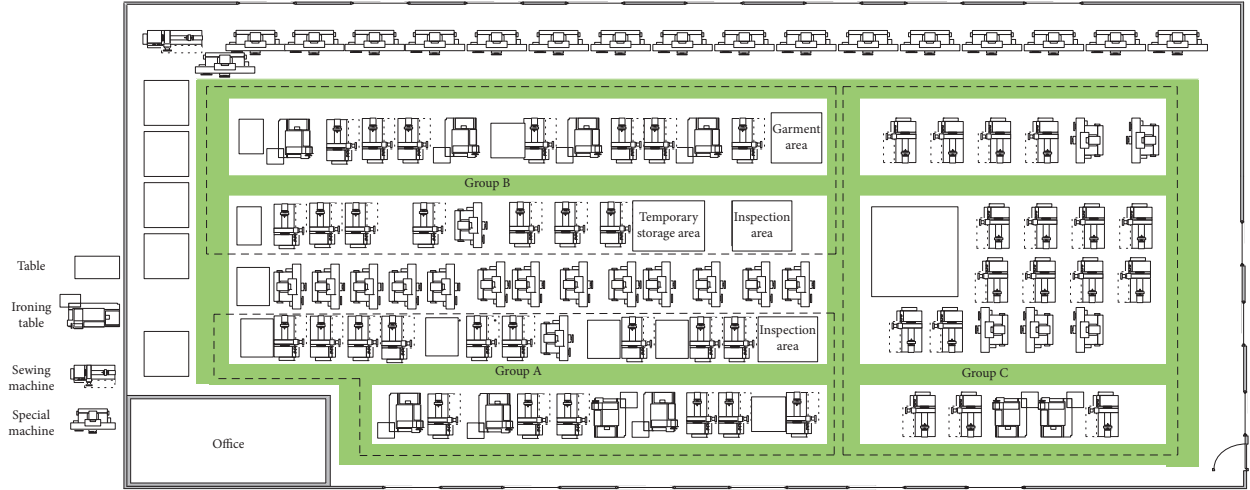 Garment
area
Group B
Temporary
storage area
Inspection
area
Table
Ironing
table
Inspection
area
Sewing
machine
Group A
Group C
Special
machine
Office